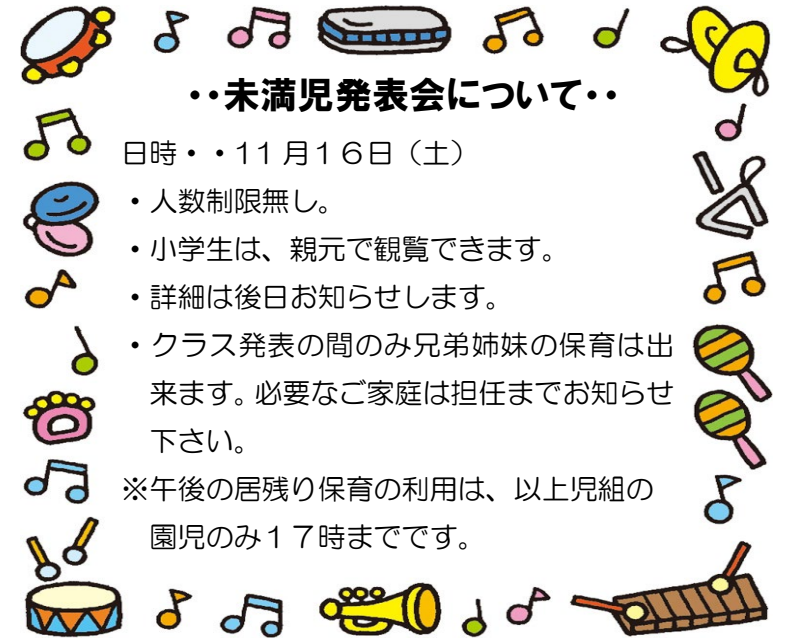 ・・未満児発表会について・・
日時・・11月１６日（土）
・人数制限無し。
・小学生は、親元で観覧できます。
・詳細は後日お知らせします。
・クラス発表の間のみ兄弟姉妹の保育は出
来ます。必要なご家庭は担任までお知らせ
下さい。
※午後の居残り保育の利用は、以上児組の
園児のみ１７時までです。